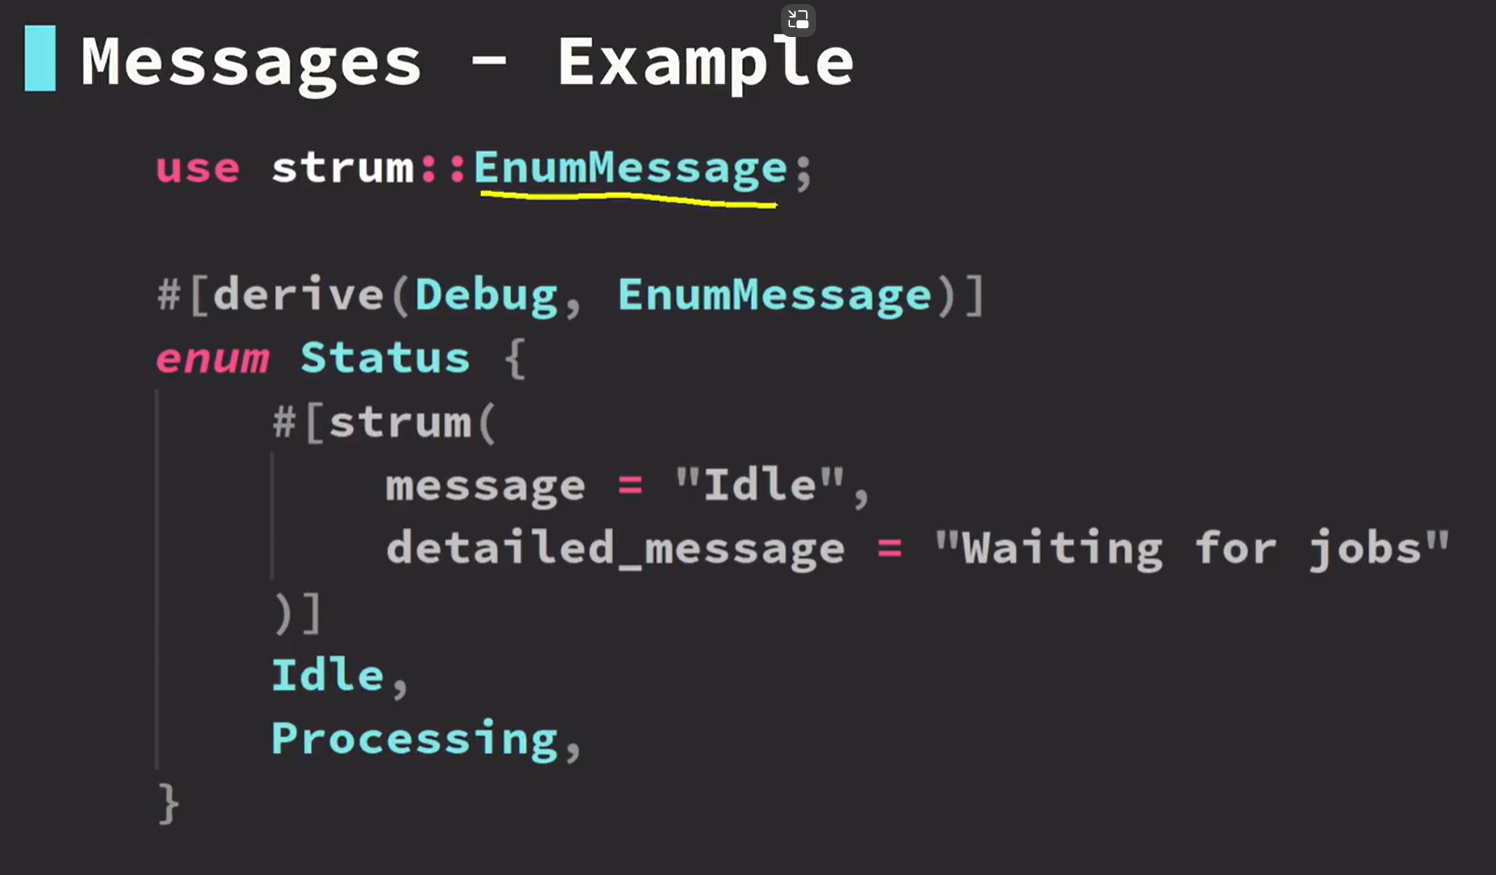 Messages - Example
use strum::EnumMessage;
#[derive(Debug, EnumMessage)]
enum Status {
#[strum(
message = "Idle",
detailed_message = "Waiting for jobs"
)]
Idle,
Processing,
}